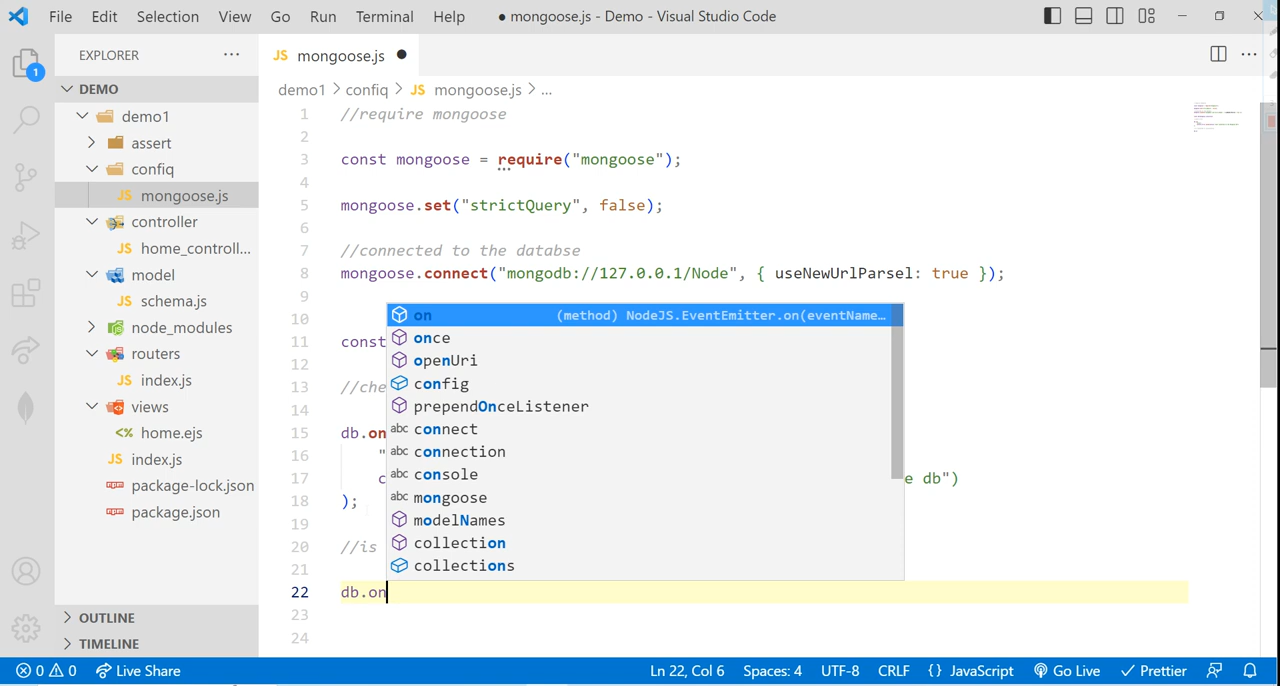 File Edit Selection View Go Run Terminal Help ● mongoose.js - Demo - Visual Studio Code
EXPLORER ···
JS mongoose.js ●
demo1 > confiq > JS mongoose.js > ...
DEMO
demo1
assert
confiq
JS mongoose.js
controller
JS home_controll...
model
JS schema.js
node_modules
routers
JS index.js
views
<% home.ejs
JS index.js
package-lock.json
package.json
OUTLINE
TIMELINE
1 //require mongoose
2
3 const mongoose = require("mongoose");
4
5 mongoose.set("strictQuery", false);
6
7 //connected to the databse
8 mongoose.connect("mongodb://127.0.0.1/Node", { useNewUrlParsel: true });
9
10
11 const
12
13 //che
14
15 db.on
16 "
17 c e db")
18 );
19
20 //is
21
22 db.on
23
24
on (method) NodeJS.EventEmitter.on(eventName…
once
openUri
config
prependOnceListener
abc connect
abc connection
abc console
abc mongoose
modelNames
collection
collections
1
0 0 Live Share Ln 22, Col 6 Spaces: 4 UTF-8 CRLF {} JavaScript Go Live Prettier